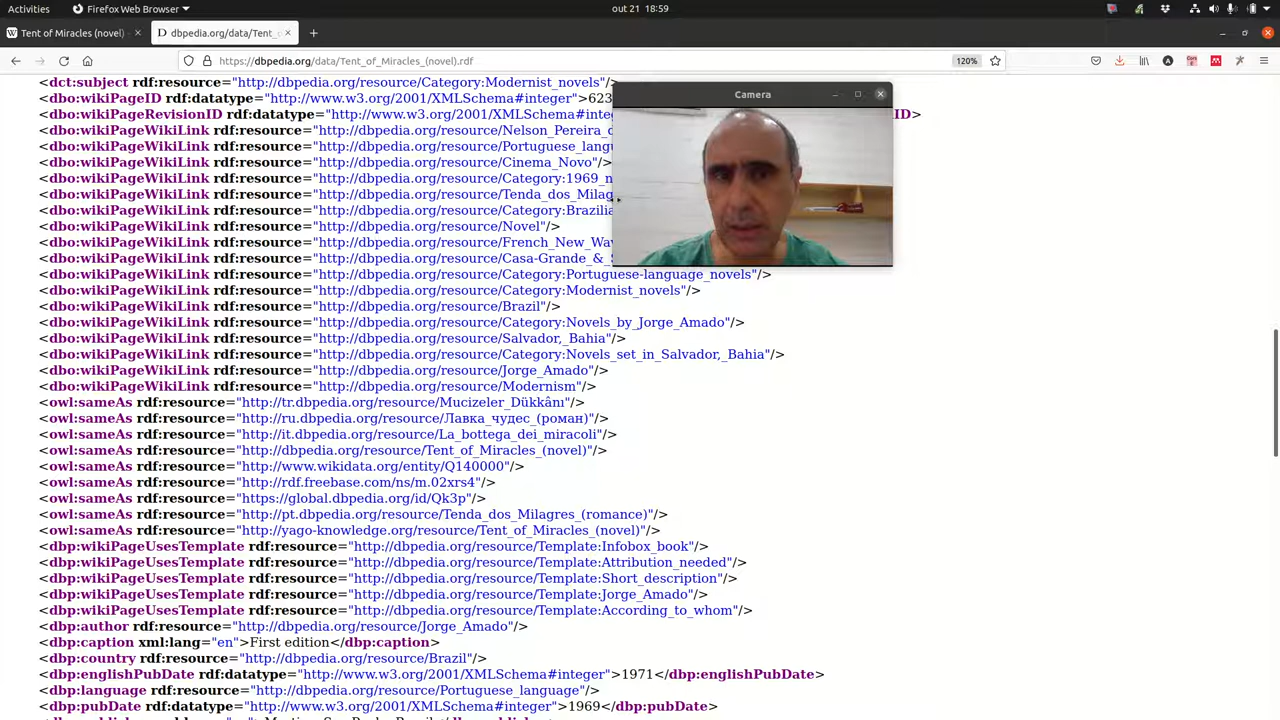 Activities Firefox Web Browser out 21 18:59
Tent of Miracles (novel) dbpedia.org/data/Tent_
https://dbpedia.org/data/Tent_of_Miracles_(novel).rdf 120%
Camera
<dct:subject rdf:resource="http://dbpedia.org/resource/Category:Modernist_novels"/>
<dbo:wikiPageID rdf:datatype="http://www.w3.org/2001/XMLSchema#integer">623
<dbo:wikiPageRevisionID rdf:datatype="http://www.w3.org/2001/XMLSchema#inte ID>
<dbo:wikiPageWikiLink rdf:resource="http://dbpedia.org/resource/Nelson_Pereira_d
<dbo:wikiPageWikiLink rdf:resource="http://dbpedia.org/resource/Portuguese_lang
<dbo:wikiPageWikiLink rdf:resource="http://dbpedia.org/resource/Cinema_Novo"/>
<dbo:wikiPageWikiLink rdf:resource="http://dbpedia.org/resource/Category:1969_n
<dbo:wikiPageWikiLink rdf:resource="http://dbpedia.org/resource/Tenda_dos_Milag
<dbo:wikiPageWikiLink rdf:resource="http://dbpedia.org/resource/Category:Brazilia
<dbo:wikiPageWikiLink rdf:resource="http://dbpedia.org/resource/Novel"/>
<dbo:wikiPageWikiLink rdf:resource="http://dbpedia.org/resource/French_New_Wa
<dbo:wikiPageWikiLink rdf:resource="http://dbpedia.org/resource/Casa-Grande_&_S
<dbo:wikiPageWikiLink rdf:resource="http://dbpedia.org/resource/Category:Portuguese-language_novels"/>
<dbo:wikiPageWikiLink rdf:resource="http://dbpedia.org/resource/Category:Modernist_novels"/>
<dbo:wikiPageWikiLink rdf:resource="http://dbpedia.org/resource/Brazil"/>
<dbo:wikiPageWikiLink rdf:resource="http://dbpedia.org/resource/Category:Novels_by_Jorge_Amado"/>
<dbo:wikiPageWikiLink rdf:resource="http://dbpedia.org/resource/Salvador,_Bahia"/>
<dbo:wikiPageWikiLink rdf:resource="http://dbpedia.org/resource/Category:Novels_set_in_Salvador,_Bahia"/>
<dbo:wikiPageWikiLink rdf:resource="http://dbpedia.org/resource/Jorge_Amado"/>
<dbo:wikiPageWikiLink rdf:resource="http://dbpedia.org/resource/Modernism"/>
<owl:sameAs rdf:resource="http://tr.dbpedia.org/resource/Mucizeler_Dükkânı"/>
<owl:sameAs rdf:resource="http://ru.dbpedia.org/resource/Лавка_чудес_(роман)"/>
<owl:sameAs rdf:resource="http://it.dbpedia.org/resource/La_bottega_dei_miracoli"/>
<owl:sameAs rdf:resource="http://dbpedia.org/resource/Tent_of_Miracles_(novel)"/>
<owl:sameAs rdf:resource="http://www.wikidata.org/entity/Q140000"/>
<owl:sameAs rdf:resource="http://rdf.freebase.com/ns/m.02xrs4"/>
<owl:sameAs rdf:resource="https://global.dbpedia.org/id/Qk3p"/>
<owl:sameAs rdf:resource="http://pt.dbpedia.org/resource/Tenda_dos_Milagres_(romance)"/>
<owl:sameAs rdf:resource="http://yago-knowledge.org/resource/Tent_of_Miracles_(novel)"/>
<dbp:wikiPageUsesTemplate rdf:resource="http://dbpedia.org/resource/Template:Infobox_book"/>
<dbp:wikiPageUsesTemplate rdf:resource="http://dbpedia.org/resource/Template:Attribution_needed"/>
<dbp:wikiPageUsesTemplate rdf:resource="http://dbpedia.org/resource/Template:Short_description"/>
<dbp:wikiPageUsesTemplate rdf:resource="http://dbpedia.org/resource/Template:Jorge_Amado"/>
<dbp:wikiPageUsesTemplate rdf:resource="http://dbpedia.org/resource/Template:According_to_whom"/>
<dbp:author rdf:resource="http://dbpedia.org/resource/Jorge_Amado"/>
<dbp:caption xml:lang="en">First edition</dbp:caption>
<dbp:country rdf:resource="http://dbpedia.org/resource/Brazil"/>
<dbp:englishPubDate rdf:datatype="http://www.w3.org/2001/XMLSchema#integer">1971</dbp:englishPubDate>
<dbp:language rdf:resource="http://dbpedia.org/resource/Portuguese_language"/>
<dbp:pubDate rdf:datatype="http://www.w3.org/2001/XMLSchema#integer">1969</dbp:pubDate>